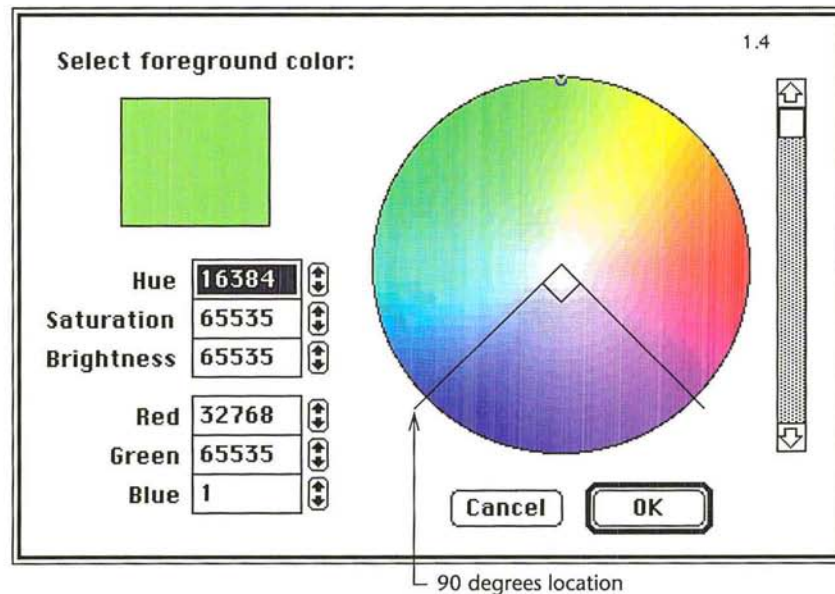 1.4
Select foreground color:
Hue 16384
Saturation 65535
Brightness 65535
Red 32768
Green 65535
Blue 1
Cancel OK
90 degrees location